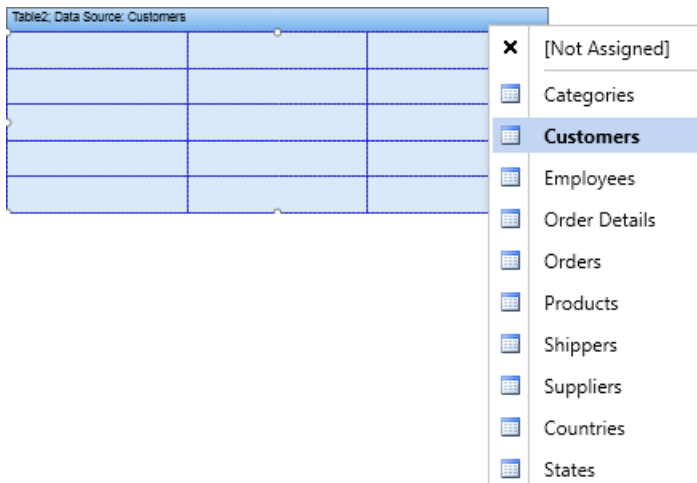 Table2; Data Source: Customers
[Not Assigned]
Categories
Customers
Employees
Order Details
Orders
Products
Shippers
Suppliers
Countries
States